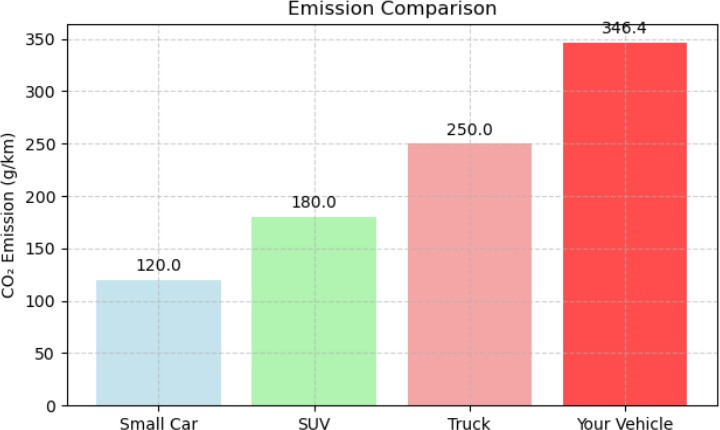 Emission Comparison
CO₂ Emission (g/km)
350
300
250
200
150
100
50
0
120.0
180.0
250.0
346.4
Small Car
SUV
Truck
Your Vehicle